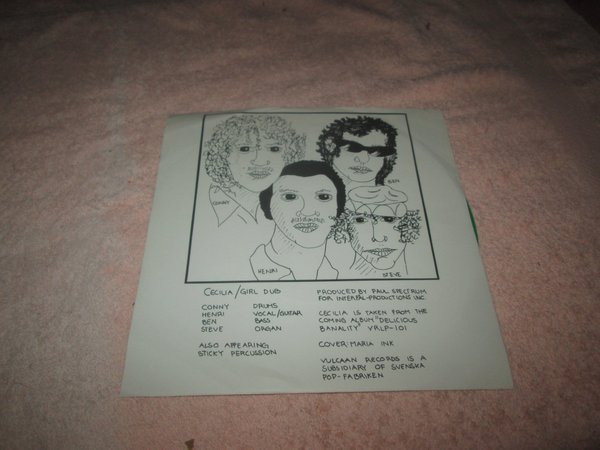 CONNY
BEN
HENRI
STEVE
CECILIA/GIRL DUB
CONNY DRUMS
HENRI VOCAL/GUITAR
BEN BASS
STEVE ORGAN
ALSO APPEARING
STICKY PERCUSSION
PRODUCED BY PAUL SPECTRUM
FOR INTERPAL-PRODUCTIONS INC.
CECILIA IS TAKEN FROM THE
COMING ALBUM "DELICIOUS
BANALITY" VRLP-101
COVER: MARIA INK
VULCAAN RECORDS IS A
SUBSIDIARY OF SVENSKA
POP-FABRIKEN